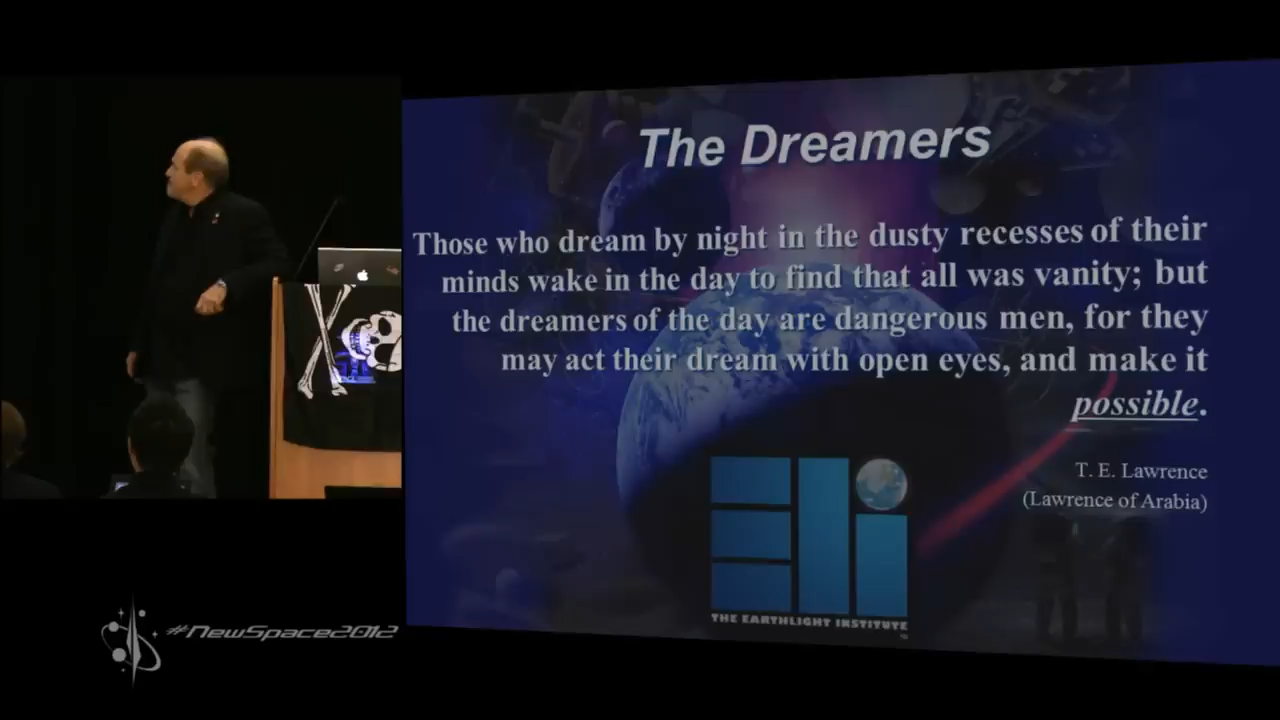 The Dreamers
Those who dream by night in the dusty recesses of their
minds wake in the day to find that all was vanity; but
the dreamers of the day are dangerous men, for they
may act their dream with open eyes, and make it
possible.
T. E. Lawrence
(Lawrence of Arabia)
ELI
THE EARTHLIGHT INSTITUTE
#NewSpace2012